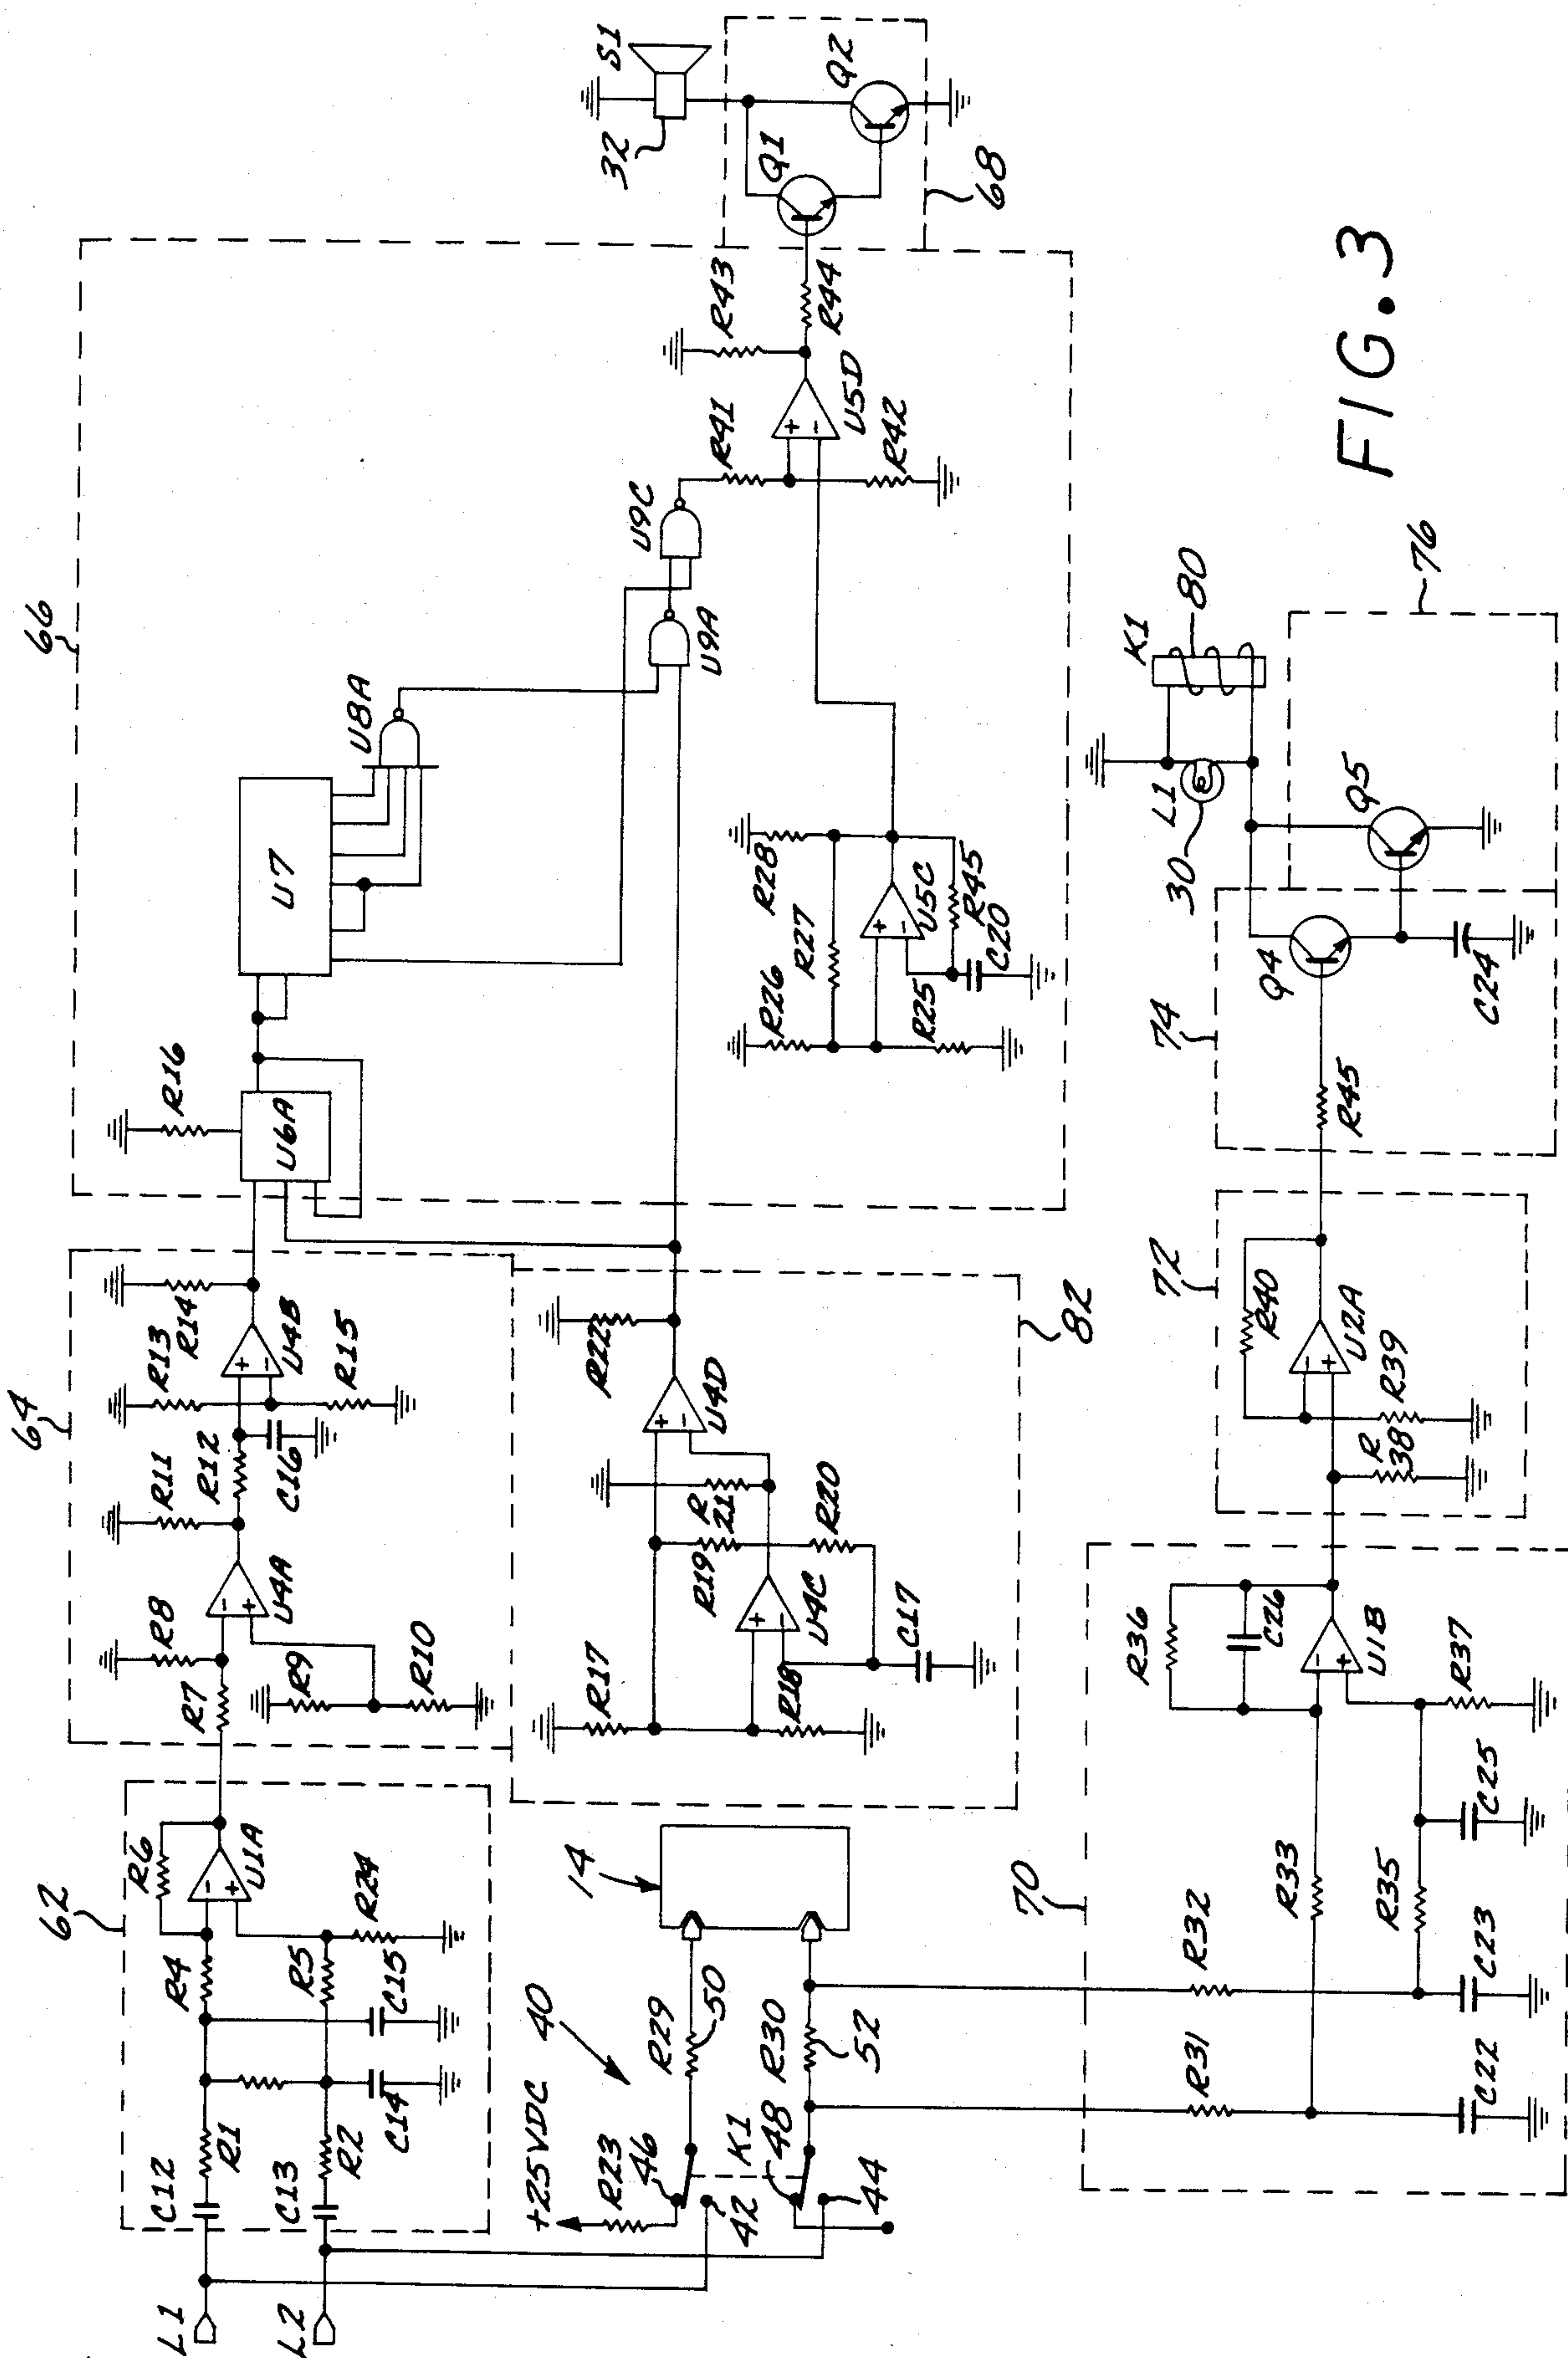 L1
L2
C12
R1
C13
R2
C14
62
R4
R5
C15
R6
U1A
R24
+25VDC
R23
46
42
K1
48
44
40
R29
50
R30
52
14
64
R7
R8
R9
R10
U4A
R11
R12
C16
R13
R14
U4B
R15
R17
R18
R19
R21
R20
U4C
C17
U4D
R22
82
66
R16
U6A
U7
U8A
U9A
U9C
R26
R27
R28
R25
U5C
R45
C20
R41
R42
U5D
R43
R44
Q1
Q2
68
32
S1
70
R31
C22
R32
C23
R33
R35
C25
R36
C26
U1B
R37
72
R38
R39
R40
U2A
74
R45
Q4
C24
76
Q5
30
L1
K1
80
FIG. 3
+
-
+
-
+
-
+
-
+
-
+
-
+
-
+
-
+
-